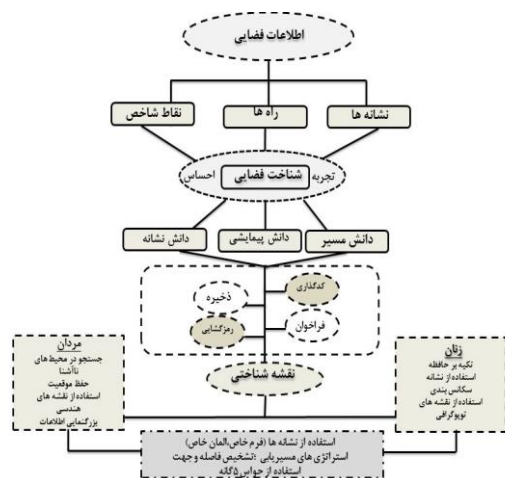 اطلاعات فضایی
نشانه ها
راه ها
نقاط شاخص
تجربه
شناخت فضایی
احساس
دانش مسیر
دانش پیمایشی
دانش نشانه
کدگذاری
ذخیره
فراخوان
رمزگشایی
نقشه شناختی
زنان
تکیه بر حافظه
استفاده از نشانه
سکانس بندی
استفاده از نقشه های
توپوگرافی
مردان
جستجو در محیط های
ناآشنا
حفظ موقعیت
استفاده از نقشه های
هندسی
بزرگنمایی اطلاعات
استفاده از نشانه ها (فرم خاص،المان خاص)
استراتژی های مسیریابی ؛تشخیص فاصله و جهت
استفاده از حواس ۵گانه